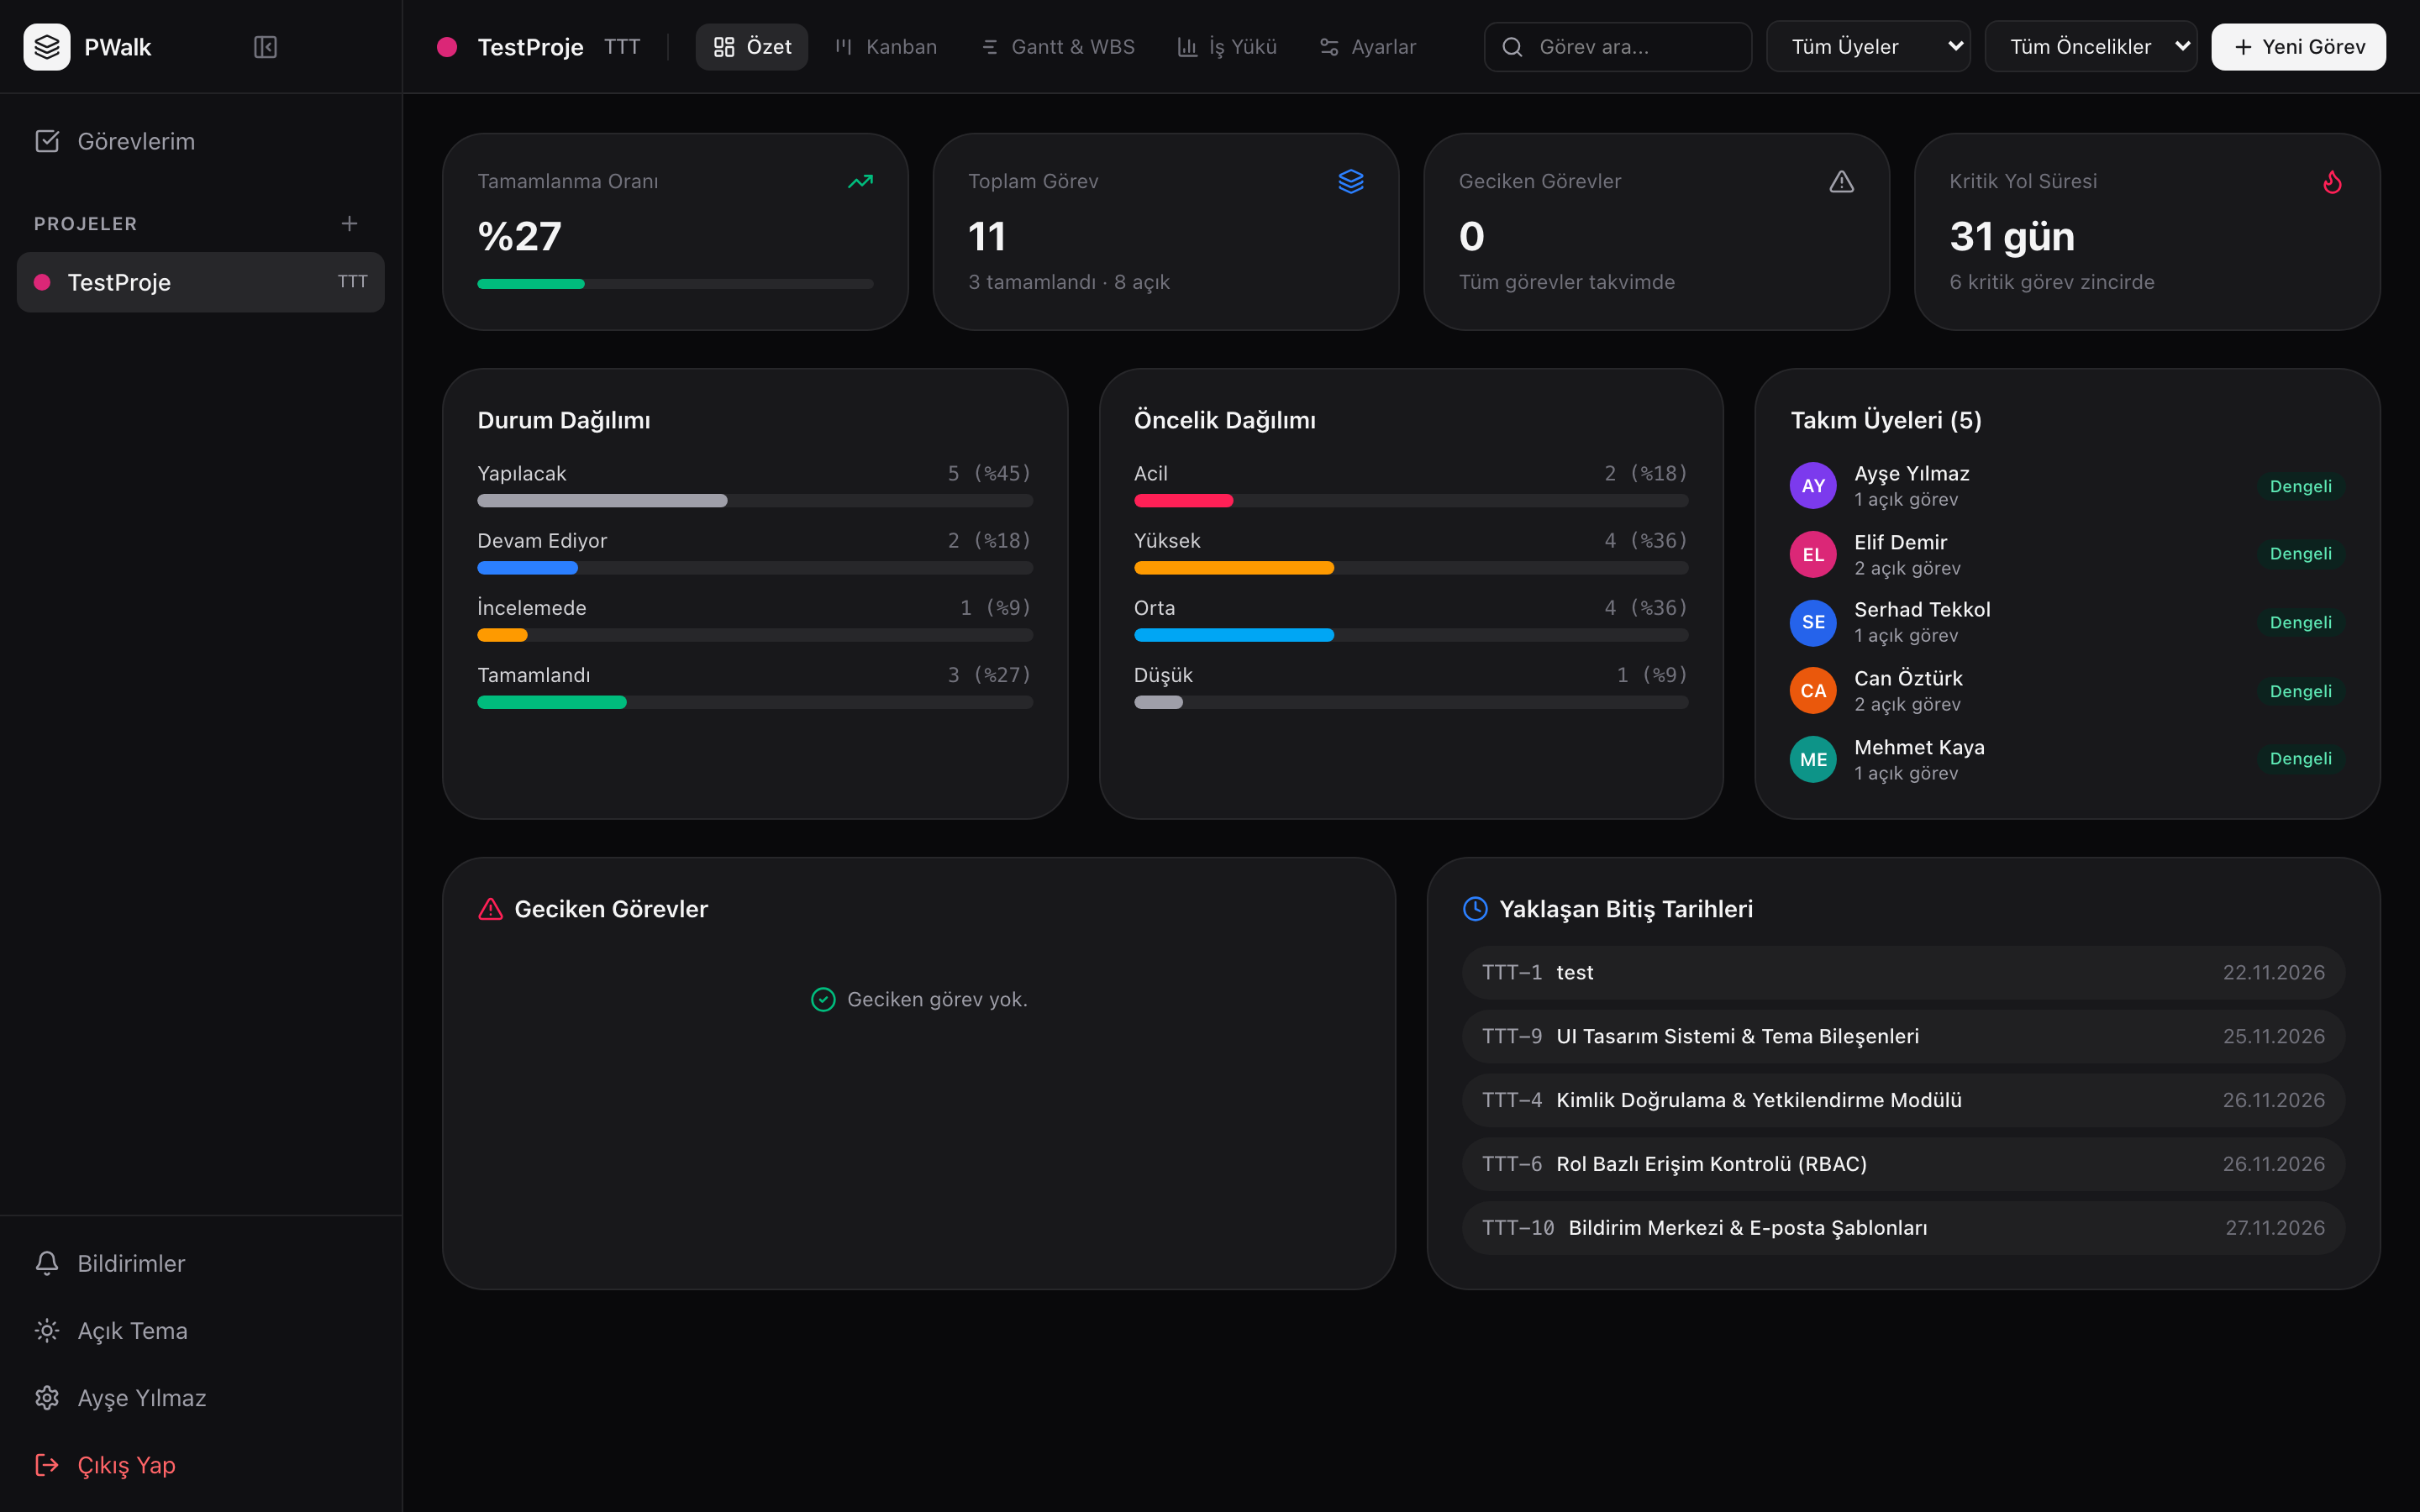 PWalk
Görevlerim
PROJELER
TestProje TTT
Bildirimler
Açık Tema
Ayşe Yılmaz
Çıkış Yap
TestProje TTT Özet Kanban Gantt & WBS İş Yükü Ayarlar Görev ara... Tüm Üyeler Tüm Öncelikler Yeni Görev
Tamamlanma Oranı
%27
Toplam Görev
11
3 tamamlandı · 8 açık
Geciken Görevler
0
Tüm görevler takvimde
Kritik Yol Süresi
31 gün
6 kritik görev zincirde
Durum Dağılımı
Yapılacak 5 (%45)
Devam Ediyor 2 (%18)
İncelemede 1 (%9)
Tamamlandı 3 (%27)
Öncelik Dağılımı
Acil 2 (%18)
Yüksek 4 (%36)
Orta 4 (%36)
Düşük 1 (%9)
Takım Üyeleri (5)
AY Ayşe Yılmaz
1 açık görev
Dengeli
EL Elif Demir
2 açık görev
Dengeli
SE Serhad Tekkol
1 açık görev
Dengeli
CA Can Öztürk
2 açık görev
Dengeli
ME Mehmet Kaya
1 açık görev
Dengeli
Geciken Görevler
Geciken görev yok.
Yaklaşan Bitiş Tarihleri
TTT-1 test 22.11.2026
TTT-9 UI Tasarım Sistemi & Tema Bileşenleri 25.11.2026
TTT-4 Kimlik Doğrulama & Yetkilendirme Modülü 26.11.2026
TTT-6 Rol Bazlı Erişim Kontrolü (RBAC) 26.11.2026
TTT-10 Bildirim Merkezi & E-posta Şablonları 27.11.2026